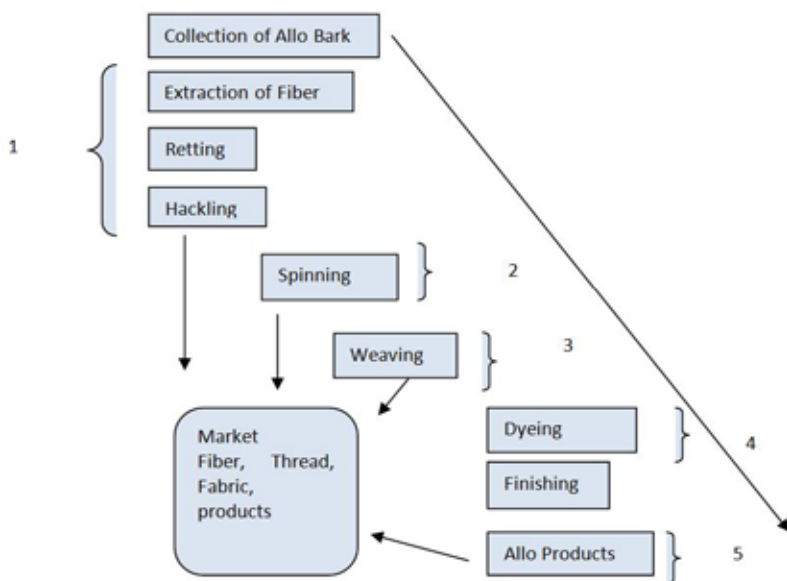 Collection of Allo Bark
Extraction of Fiber
1
Retting
Hackling
Spinning
2
Weaving
3
Market
Fiber, Thread,
Fabric,
products
Dyeing
4
Finishing
Allo Products
5